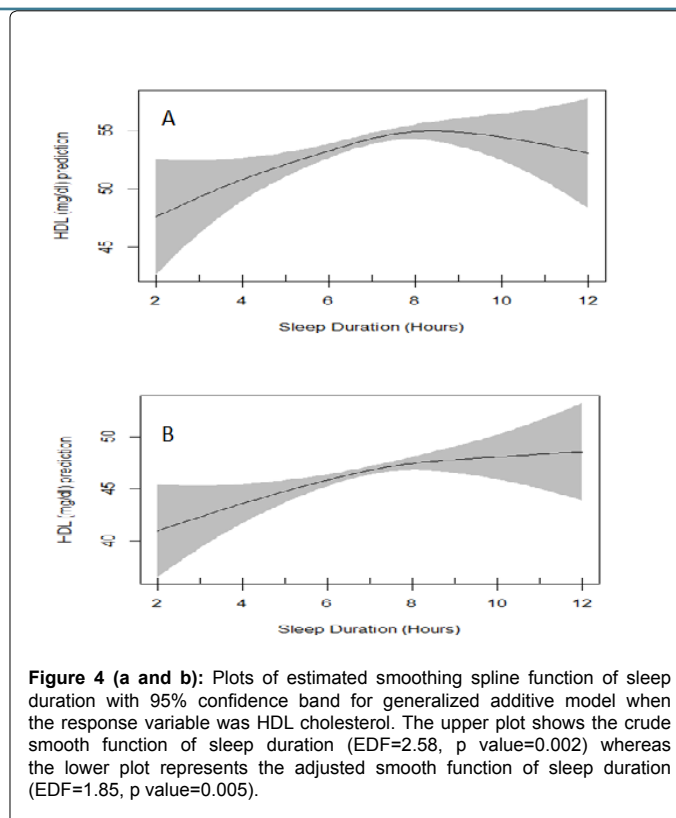 A
HDL (mg/dl) prediction
55
50
45
2 4 6 8 10 12
Sleep Duration (Hours)
B
HDL (mg/dl) prediction
50
45
40
2 4 6 8 10 12
Sleep Duration (Hours)
Figure 4 (a and b): Plots of estimated smoothing spline function of sleep
duration with 95% confidence band for generalized additive model when
the response variable was HDL cholesterol. The upper plot shows the crude
smooth function of sleep duration (EDF=2.58, p value=0.002) whereas
the lower plot represents the adjusted smooth function of sleep duration
(EDF=1.85, p value=0.005).